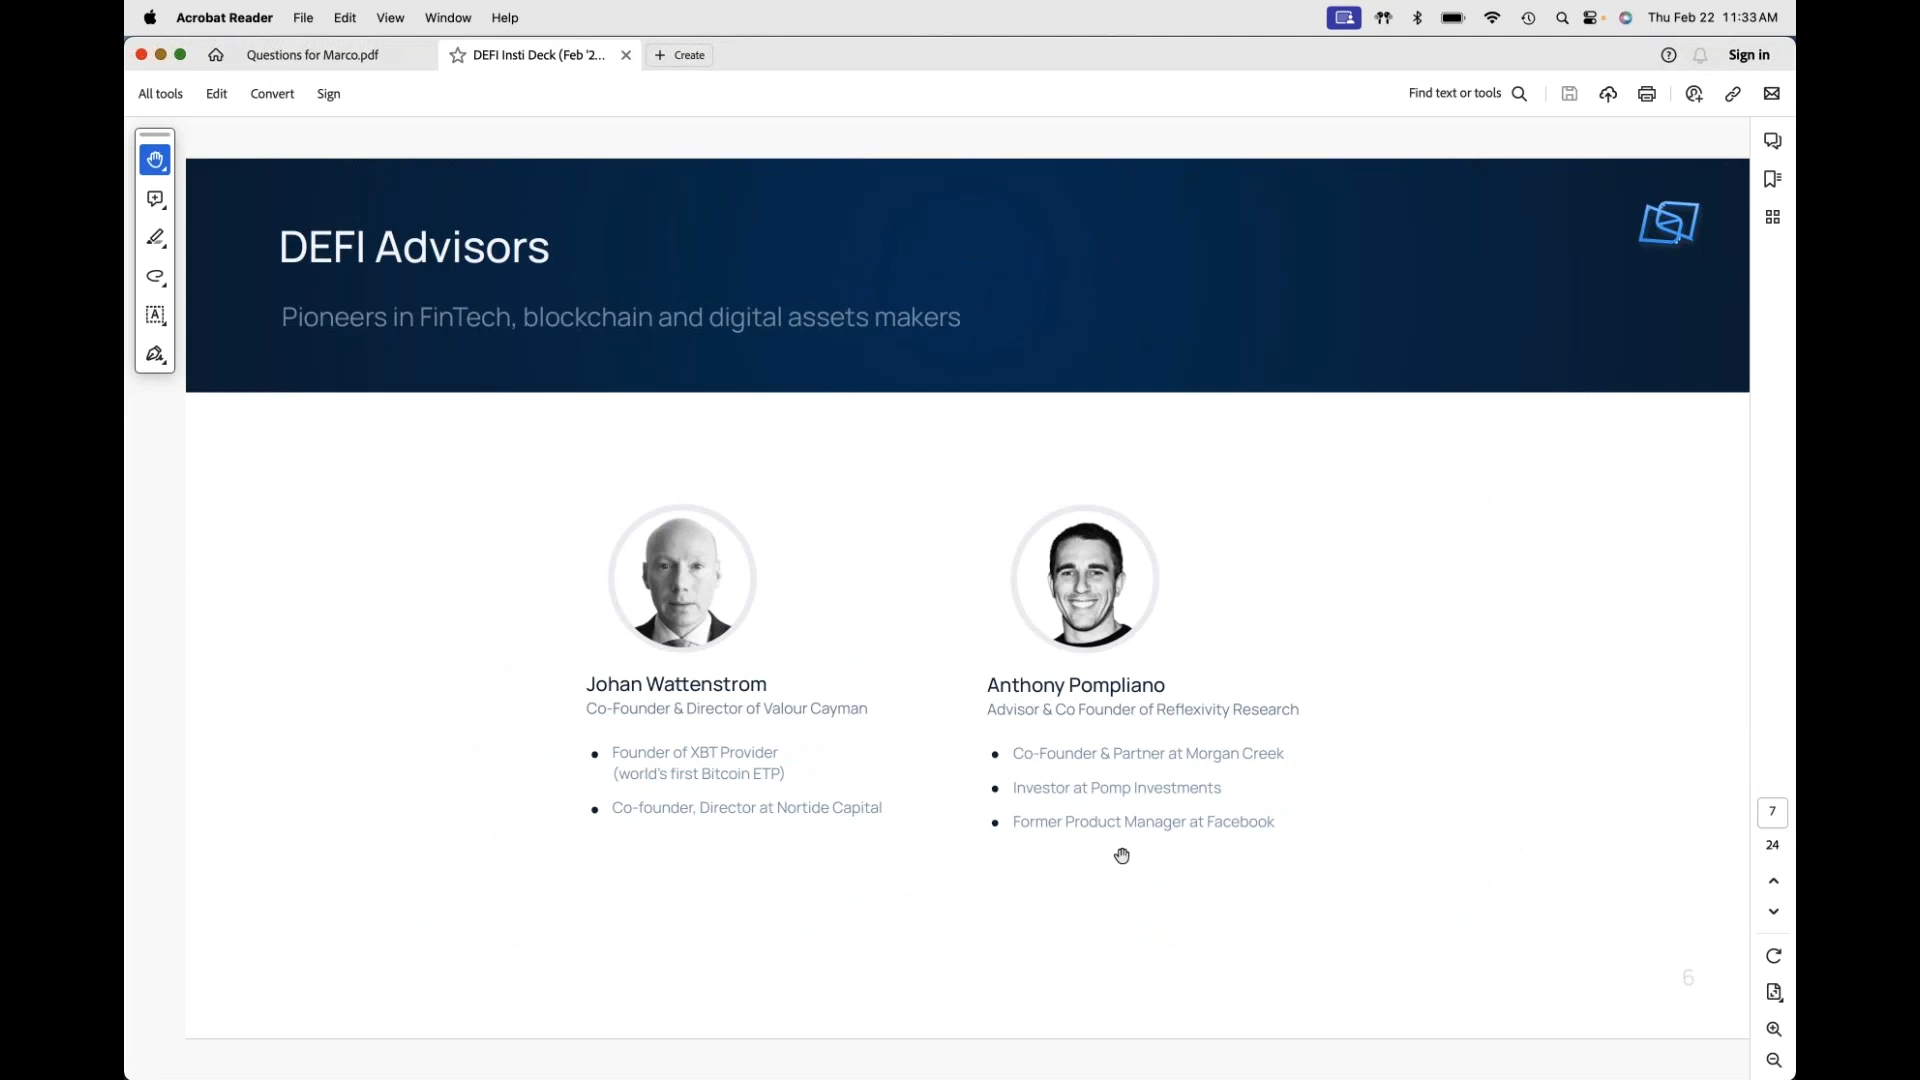 Acrobat Reader File Edit View Window Help Thu Feb 22 11:33 AM
Questions for Marco.pdf DEFI Insti Deck (Feb '2... Create Sign in
All tools Edit Convert Sign Find text or tools
DEFI Advisors
Pioneers in FinTech, blockchain and digital assets makers
Johan Wattenstrom
Co-Founder & Director of Valour Cayman
Founder of XBT Provider
(world's first Bitcoin ETP)
Co-founder, Director at Nortide Capital
Anthony Pompliano
Advisor & Co Founder of Reflexivity Research
Co-Founder & Partner at Morgan Creek
Investor at Pomp Investments
Former Product Manager at Facebook
7
24
6